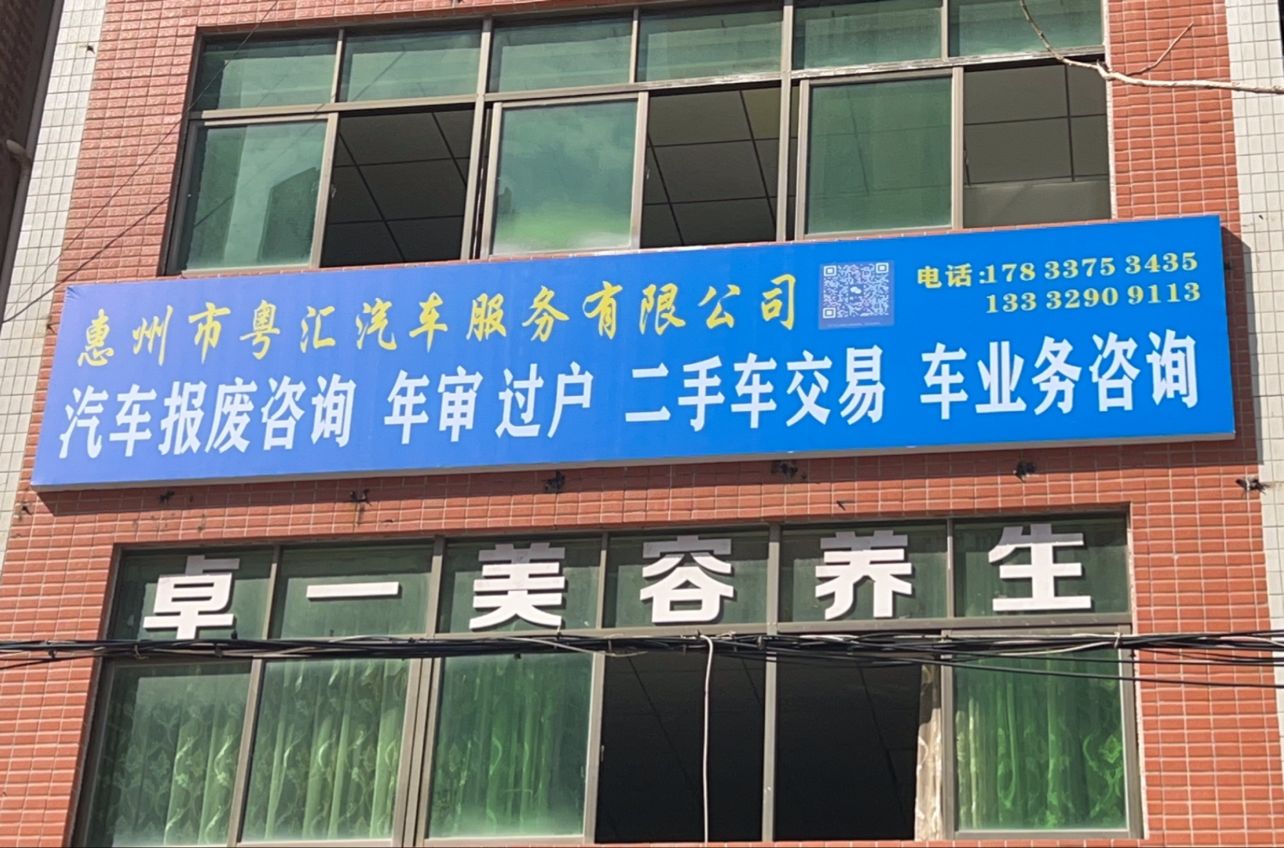 惠州市粤汇汽车服务有限公司
电话:178 3375 3435
133 3290 9113
汽车报废咨询 年审 过户 二手车交易 车业务咨询
卓一美容养生